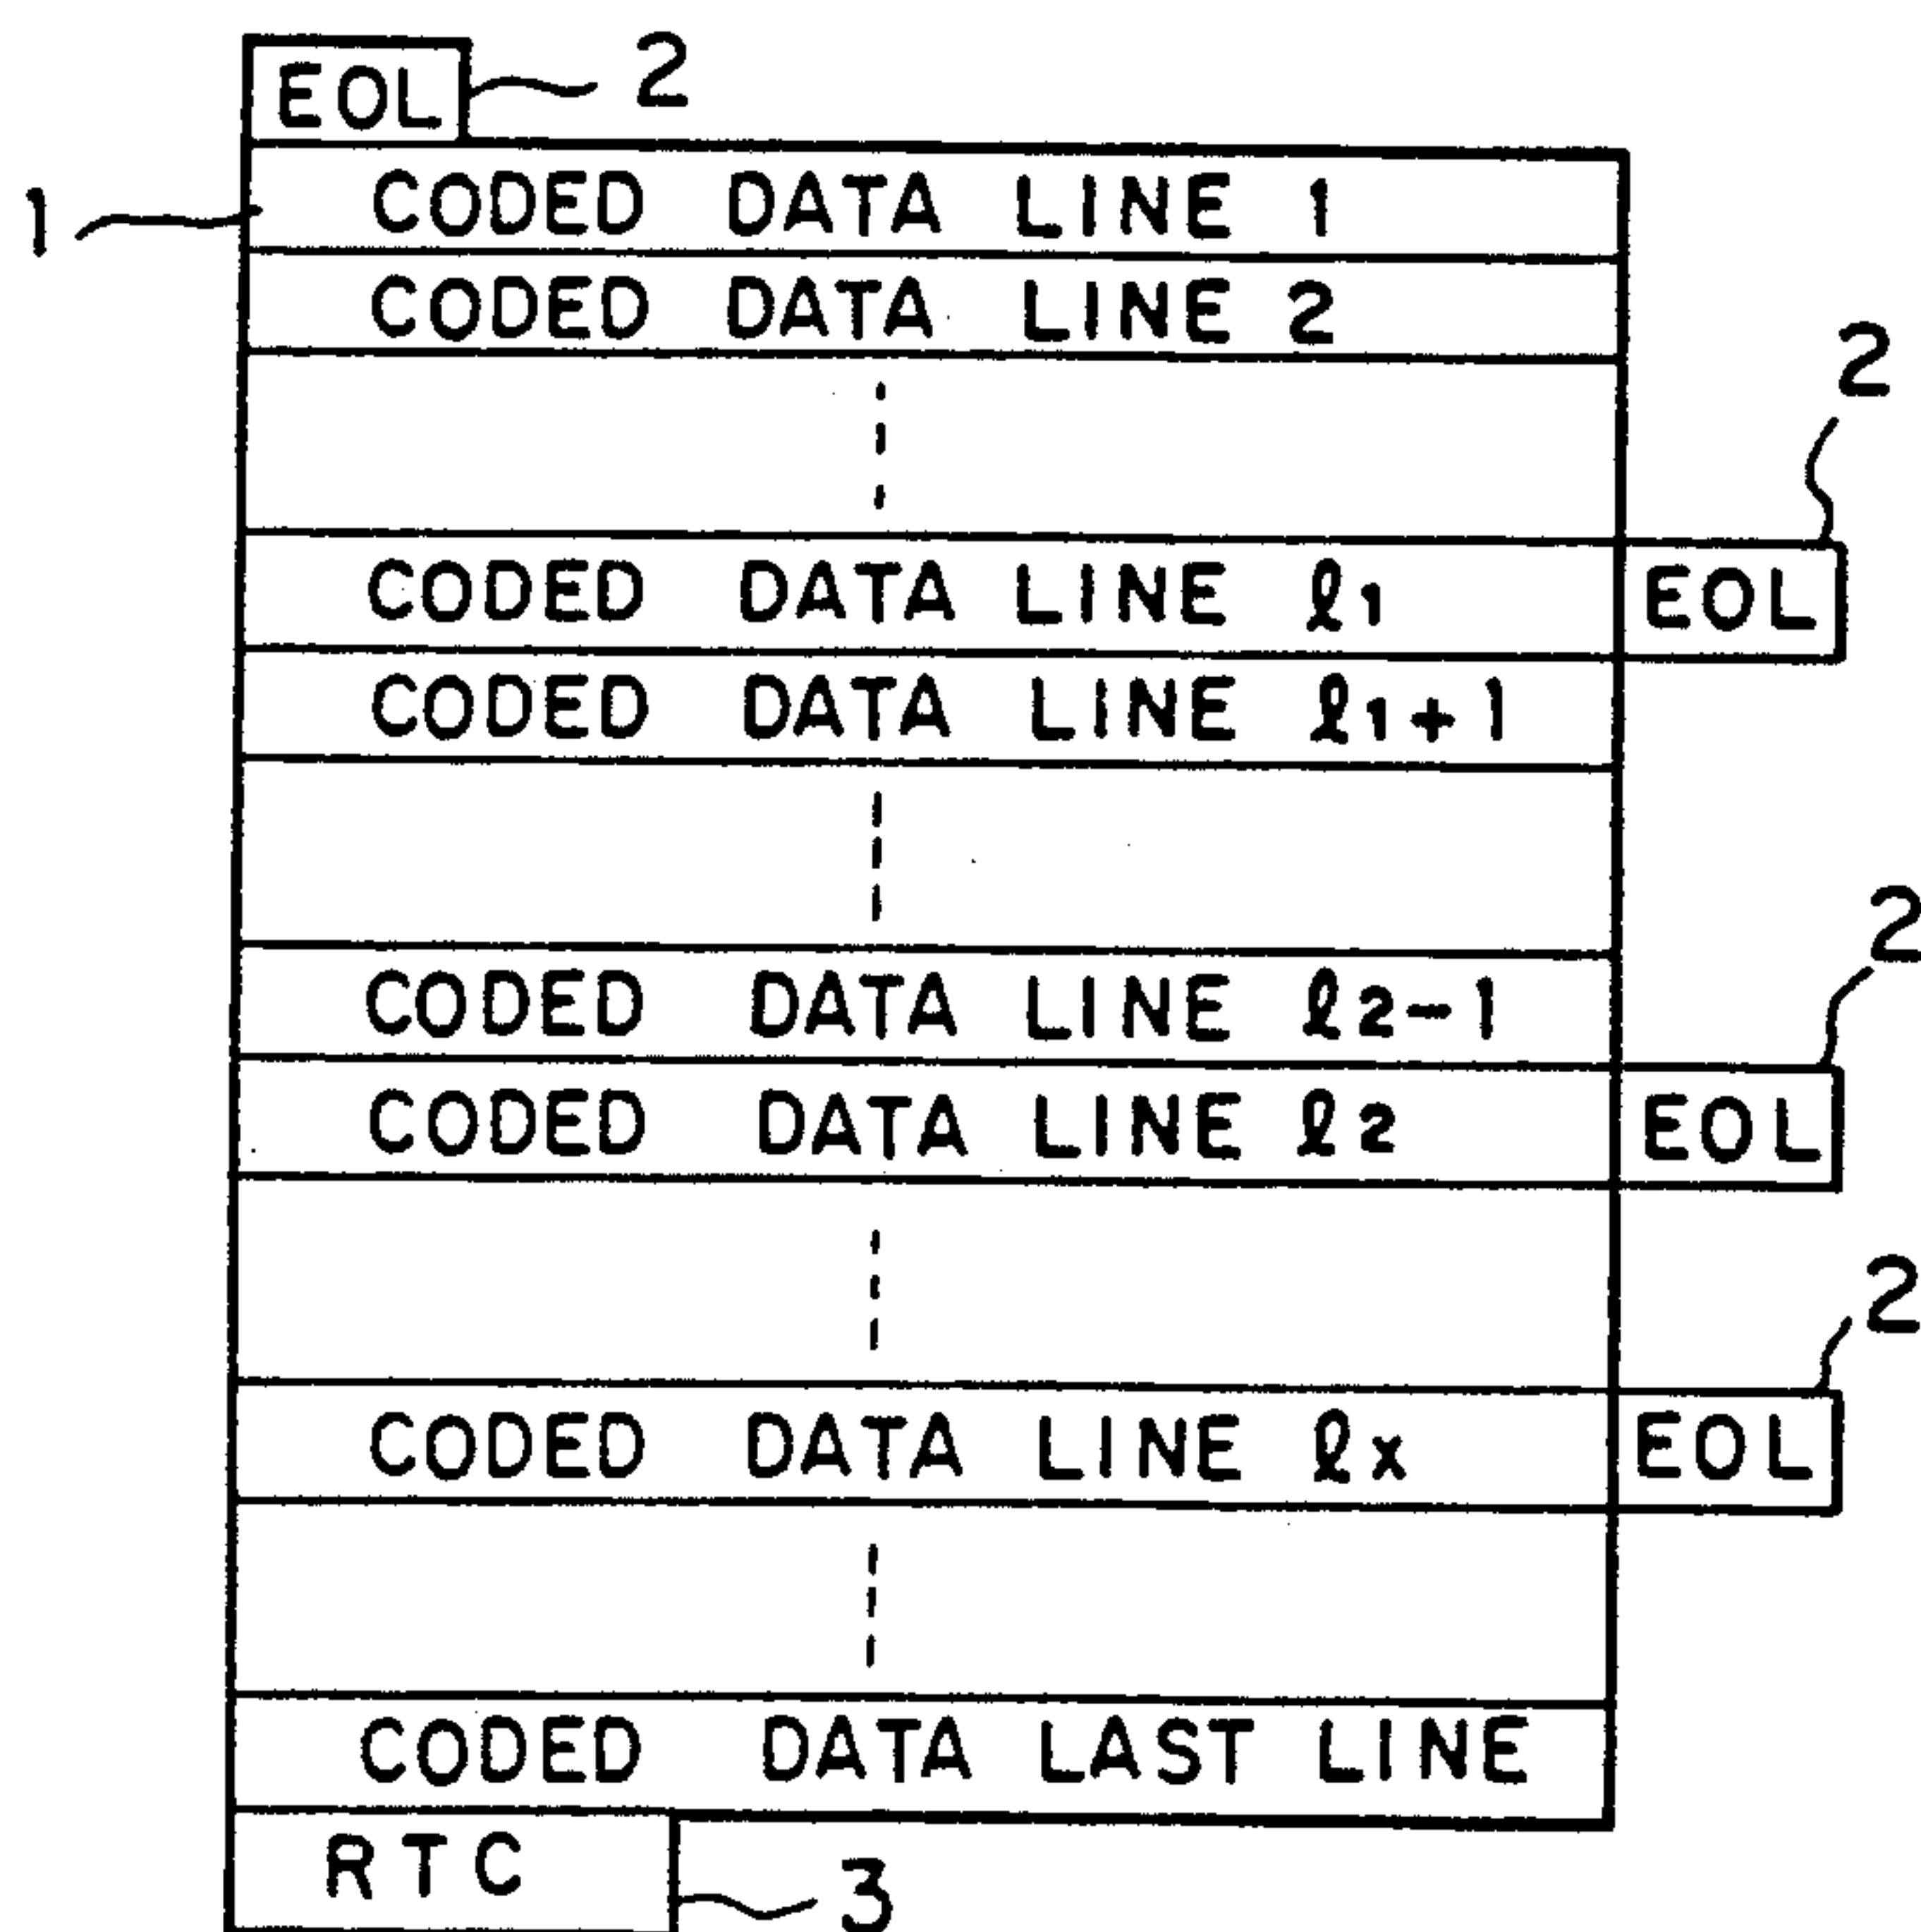 EOL 2
1 CODED DATA LINE 1
CODED DATA LINE 2
2
CODED DATA LINE ℓ1 EOL
CODED DATA LINE ℓ1+1
CODED DATA LINE ℓ2-1
2
CODED DATA LINE ℓ2 EOL
2
CODED DATA LINE ℓx EOL
CODED DATA LAST LINE
RTC 3